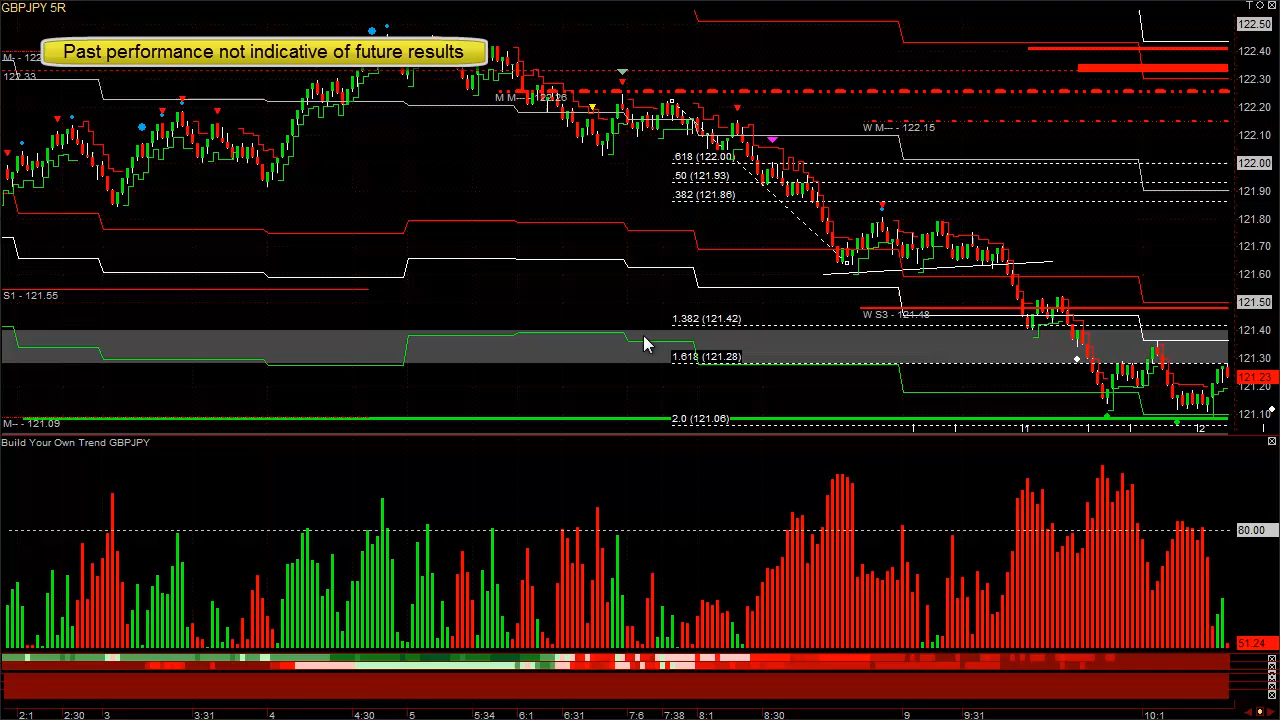 GBPJPY 5R
Past performance not indicative of future results
122.50
122.40
122.30
122.20
122.00
121.90
121.80
121.70
121.60
121.50
121.40
121.30
121.23
121.20
121.10
122.33
M M--- 122.26
W M--- 122.15
.618 (122.00)
.50 (121.93)
.382 (121.86)
S1 - 121.55
W S3 - 121.48
1.382 (121.42)
1.618 (121.28)
2.0 (121.06)
M-- - 121.09
Build Your Own Trend GBPJPY
80.00
51.24
2:1 2:30 3 3:31 4 4:30 5 5:34 6:1 6:31 7:6 7:38 8:1 8:30 9 9:31 10:1